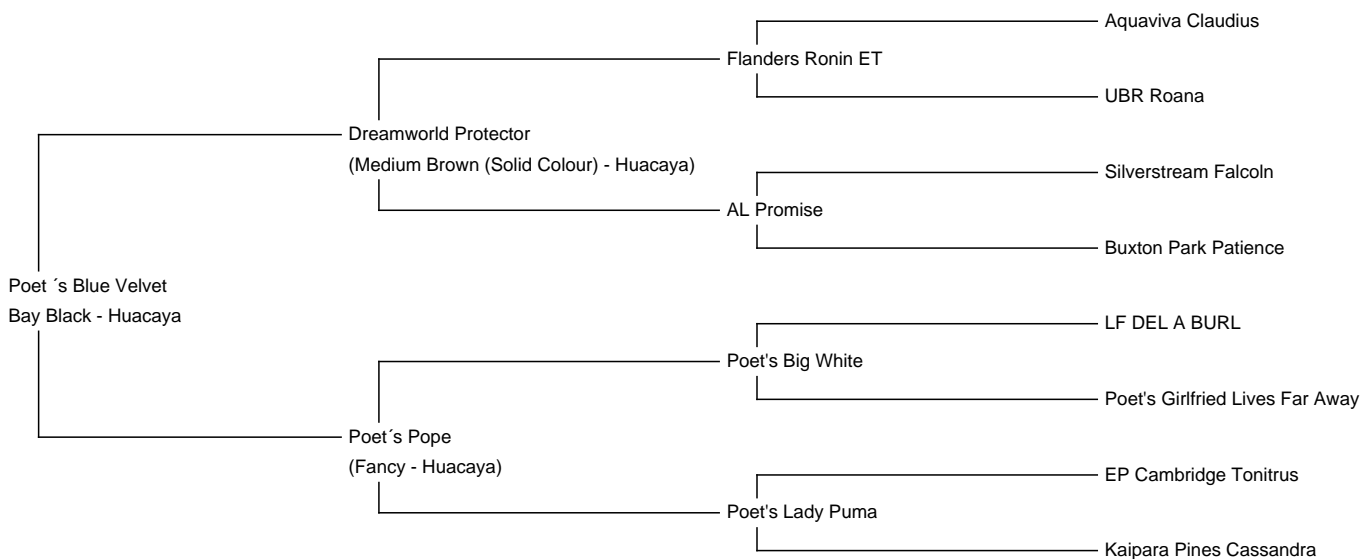 Aquaviva Claudius
Flanders Ronin ET
UBR Roana
Dreamworld Protector
(Medium Brown (Solid Colour) - Huacaya)
Silverstream Falcoln
AL Promise
Buxton Park Patience
Poet ´s Blue Velvet
Bay Black - Huacaya
LF DEL A BURL
Poet's Big White
Poet's Girlfried Lives Far Away
Poet´s Pope
(Fancy - Huacaya)
EP Cambridge Tonitrus
Poet's Lady Puma
Kaipara Pines Cassandra